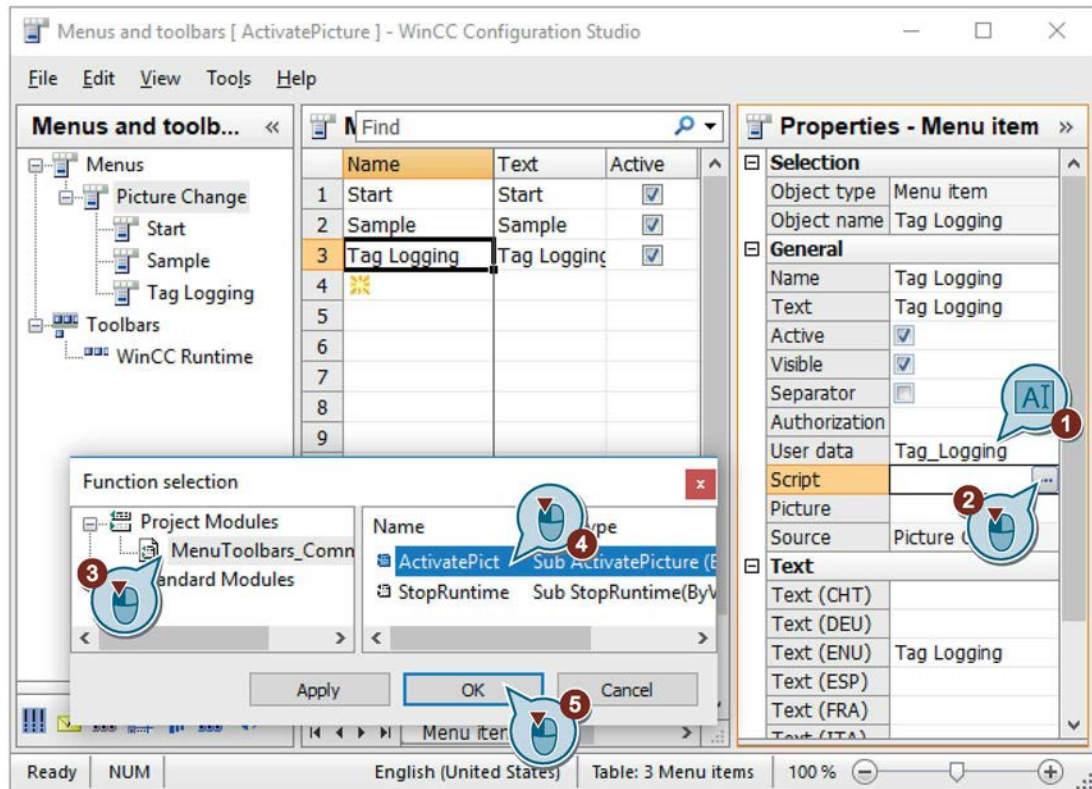 Menus and toolbars [ ActivatePicture ] - WinCC Configuration Studio
File Edit View Tools Help
Menus and toolb... «
Menus
Picture Change
Start
Sample
Tag Logging
Toolbars
WinCC Runtime
Find
Name Text Active
1 Start Start
2 Sample Sample
3 Tag Logging Tag Logging
4
5
6
7
8
9
Properties - Menu item »
Selection
Object type Menu item
Object name Tag Logging
General
Name Tag Logging
Text Tag Logging
Active
Visible
Separator
Authorization
User data Tag_Logging
Script ...
Picture
Source Picture
Text
Text (CHT)
Text (DEU)
Text (ENU) Tag Logging
Text (ESP)
Text (FRA)
Text (ITA)
AI
1
2
Function selection x
Project Modules
MenuToolbars_Comm
Standard Modules
3
Name
ActivatePict Sub ActivatePicture (
StopRuntime Sub StopRuntime(ByV
4
Apply OK Cancel
5
Menu
Ready NUM English (United States) Table: 3 Menu items 100 %